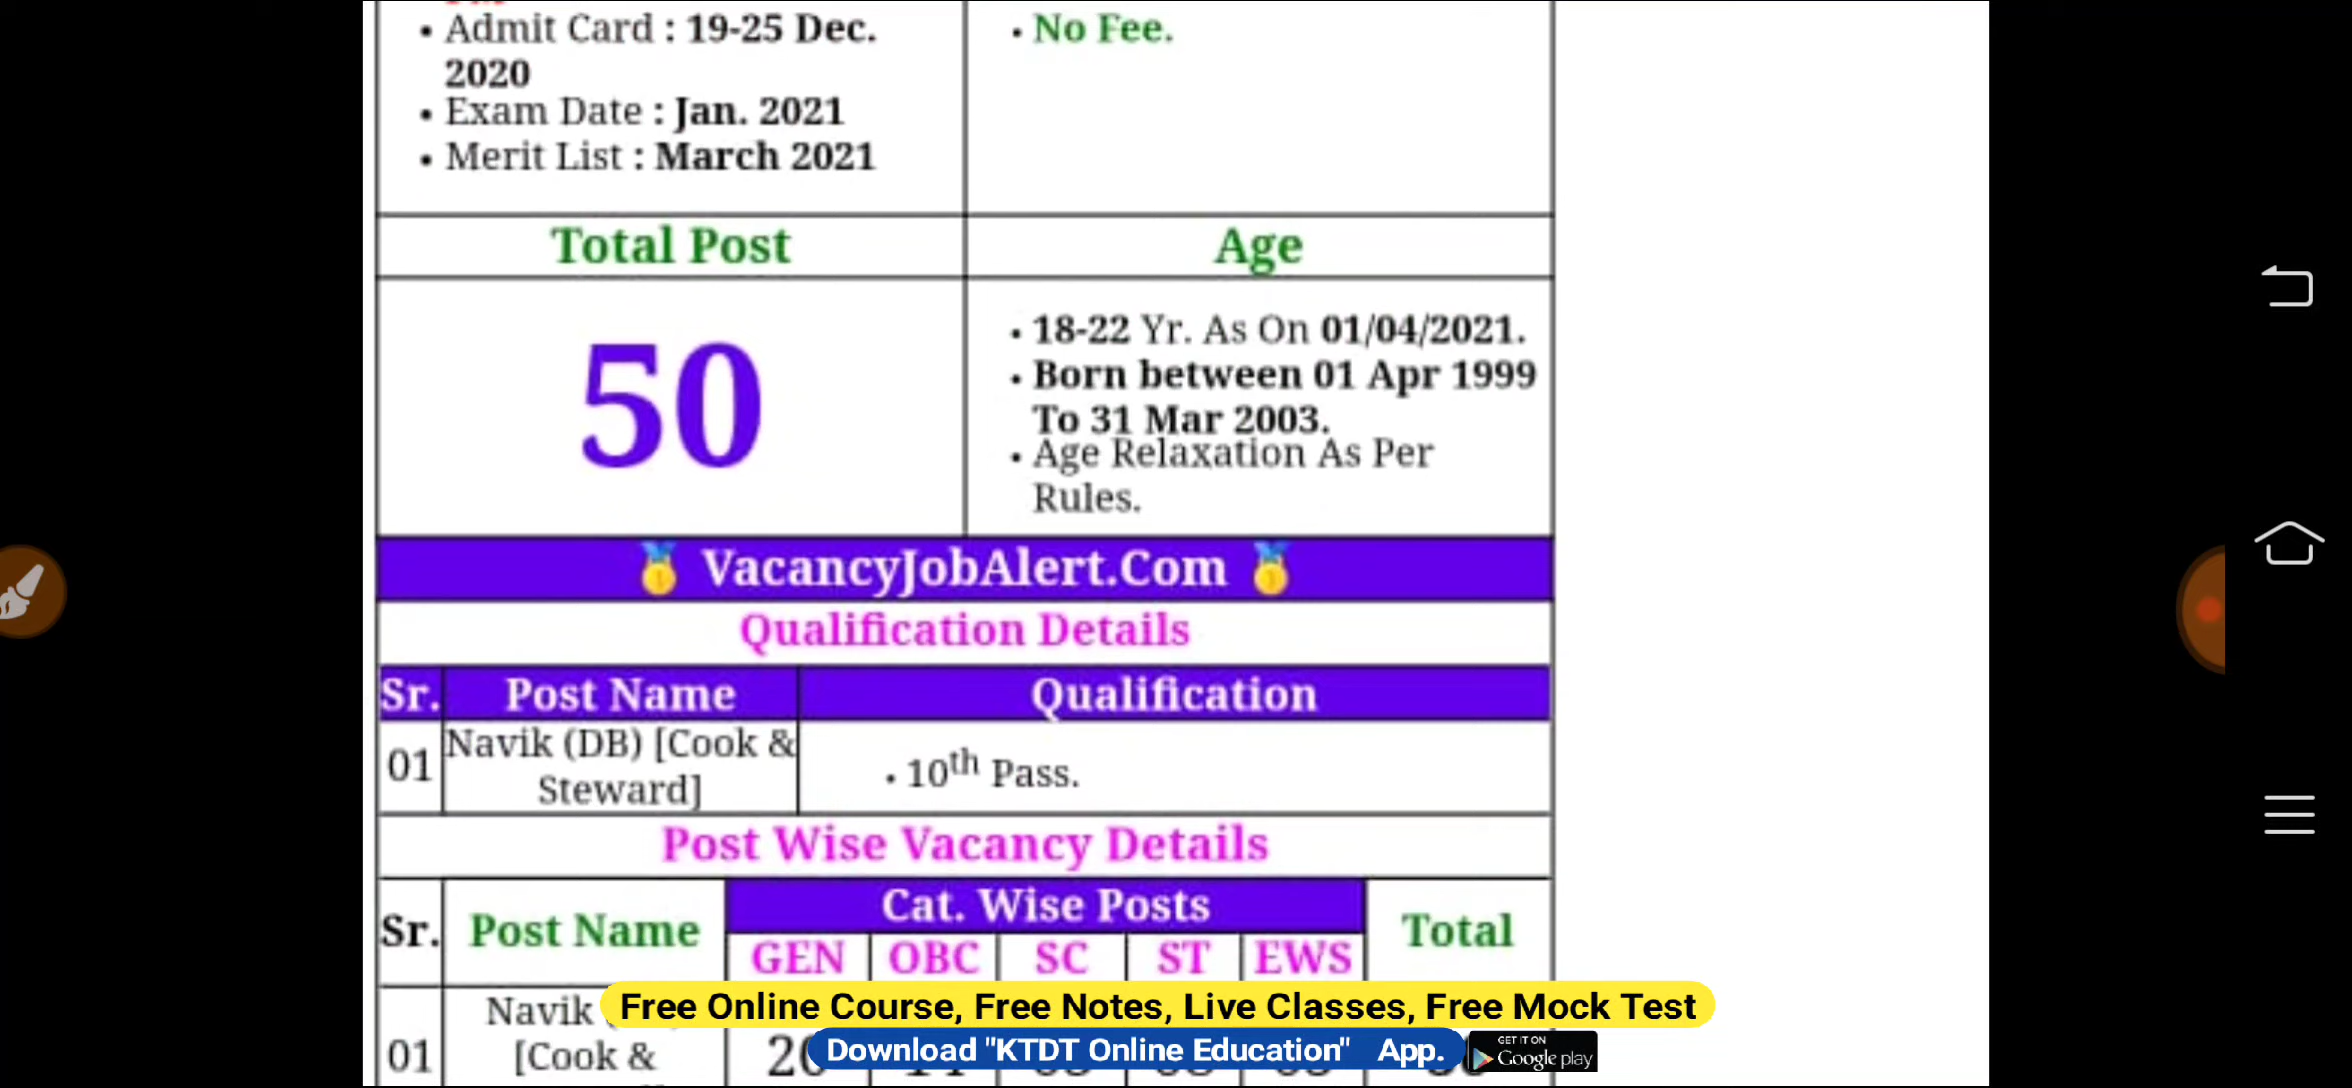 • Admit Card : 19-25 Dec.
2020
• Exam Date : Jan. 2021
• Merit List : March 2021
• No Fee.
Total Post
Age
50
• 18-22 Yr. As On 01/04/2021.
• Born between 01 Apr 1999
To 31 Mar 2003.
• Age Relaxation As Per
Rules.
🥇 VacancyJobAlert.Com 🥇
Qualification Details
Sr. Post Name Qualification
01 Navik (DB) [Cook &
Steward]
• 10th Pass.
Post Wise Vacancy Details
Sr. Post Name Cat. Wise Posts Total
GEN OBC SC ST EWS
Navik
01 [Cook &
Free Online Course, Free Notes, Live Classes, Free Mock Test
Download "KTDT Online Education" App.
GET IT ON
Google play